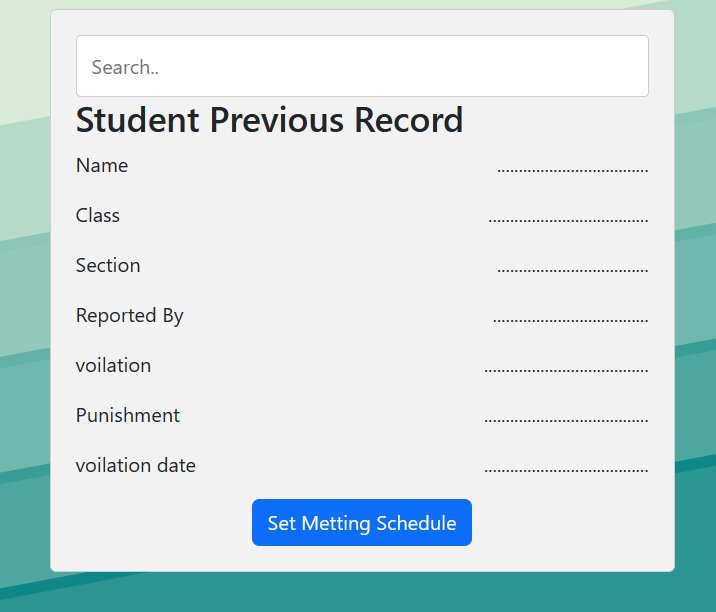 Search..
Student Previous Record
Name ...................................
Class .....................................
Section ...................................
Reported By ....................................
voilation ......................................
Punishment ......................................
voilation date ......................................
Set Metting Schedule